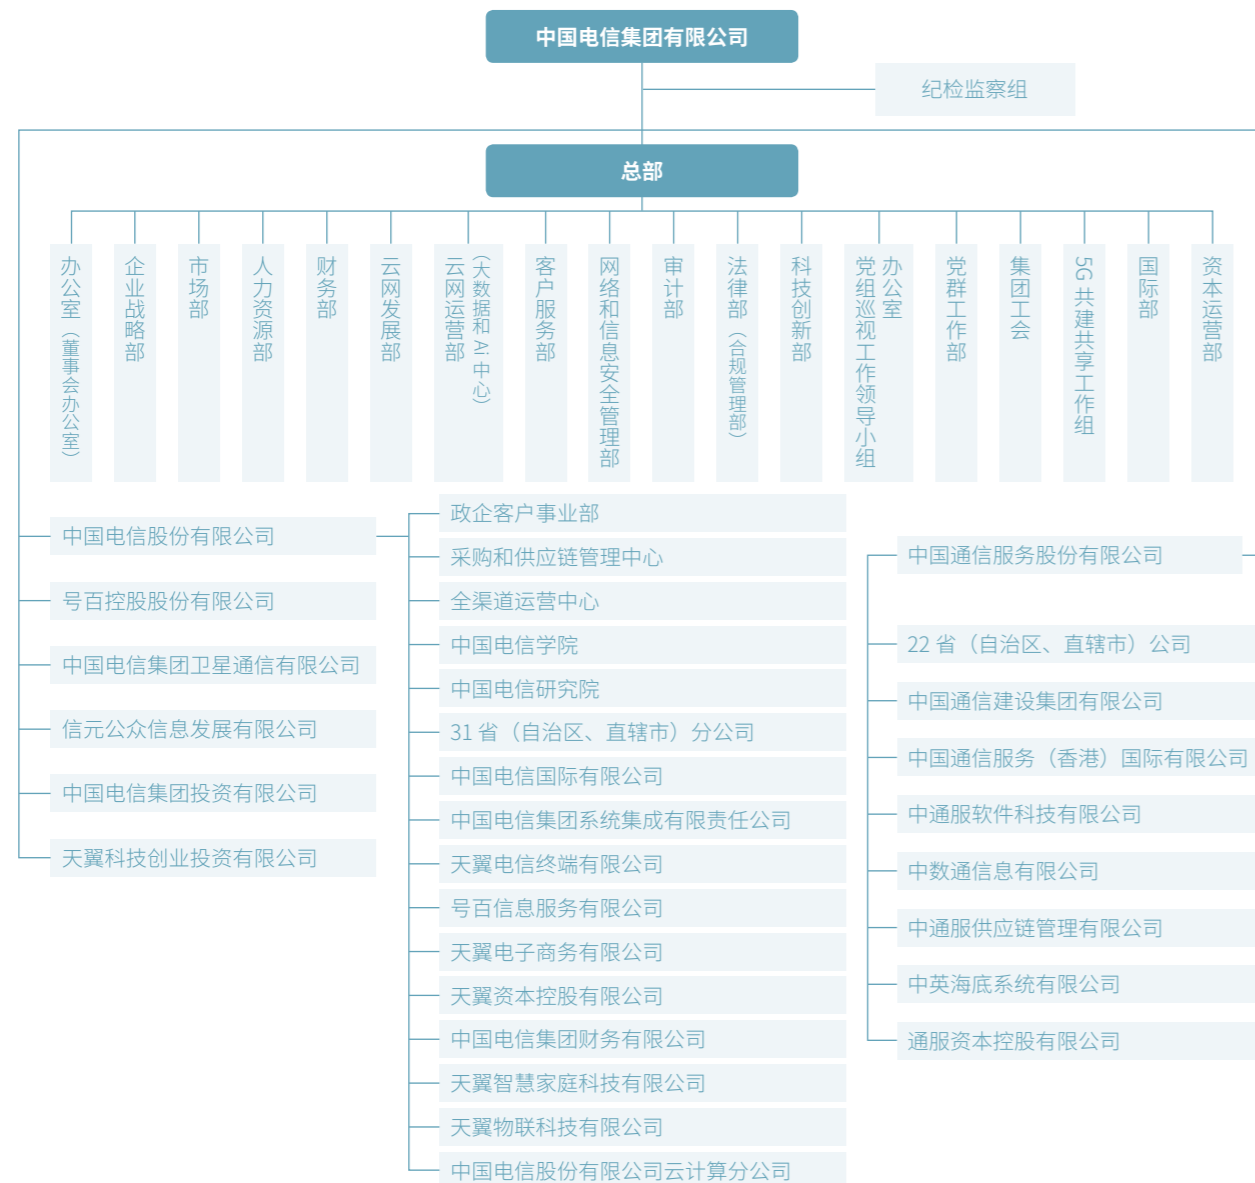 中国电信集团有限公司
纪检监察组
总部
办公室（董事会办公室）
企业战略部
市场部
人力资源部
财务部
云网发展部
云网运营部
（大数据和 Ai 中心）
客户服务部
网络和信息安全管理部
审计部
法律部（合规管理部）
科技创新部
党组巡视工作领导小组
办公室
党群工作部
集团工会
5G 共建共享工作组
国际部
资本运营部
中国电信股份有限公司
号百控股股份有限公司
中国电信集团卫星通信有限公司
信元公众信息发展有限公司
中国电信集团投资有限公司
天翼科技创业投资有限公司
政企客户事业部
采购和供应链管理中心
全渠道运营中心
中国电信学院
中国电信研究院
31 省（自治区、直辖市）分公司
中国电信国际有限公司
中国电信集团系统集成有限责任公司
天翼电信终端有限公司
号百信息服务有限公司
天翼电子商务有限公司
天翼资本控股有限公司
中国电信集团财务有限公司
天翼智慧家庭科技有限公司
天翼物联科技有限公司
中国电信股份有限公司云计算分公司
中国通信服务股份有限公司
22 省（自治区、直辖市）公司
中国通信建设集团有限公司
中国通信服务（香港）国际有限公司
中通服软件科技有限公司
中数通信息有限公司
中通服供应链管理有限公司
中英海底系统有限公司
通服资本控股有限公司